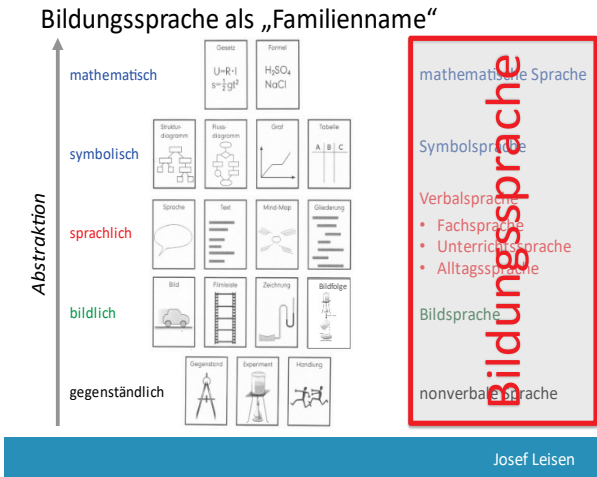 Bildungssprache als „Familienname“
Abstraktion
mathematisch
Gesetz
U=R·I
s=½gt²
Formel
H₂SO₄
NaCl
mathematische Sprache
symbolisch
Struktur-
diagramm
Fluss-
diagramm
Graf
Tabelle
A B C
Symbolsprache
sprachlich
Sprache
Text
Mind-Map
Gliederung
Verbalsprache
• Fachsprache
• Unterrichtssprache
• Alltagssprache
bildlich
Bild
Filmleiste
Zeichnung
Bildfolge
Bildsprache
gegenständlich
Gegenstand
Experiment
Handlung
nonverbale Sprache
Bildungssprache
Josef Leisen